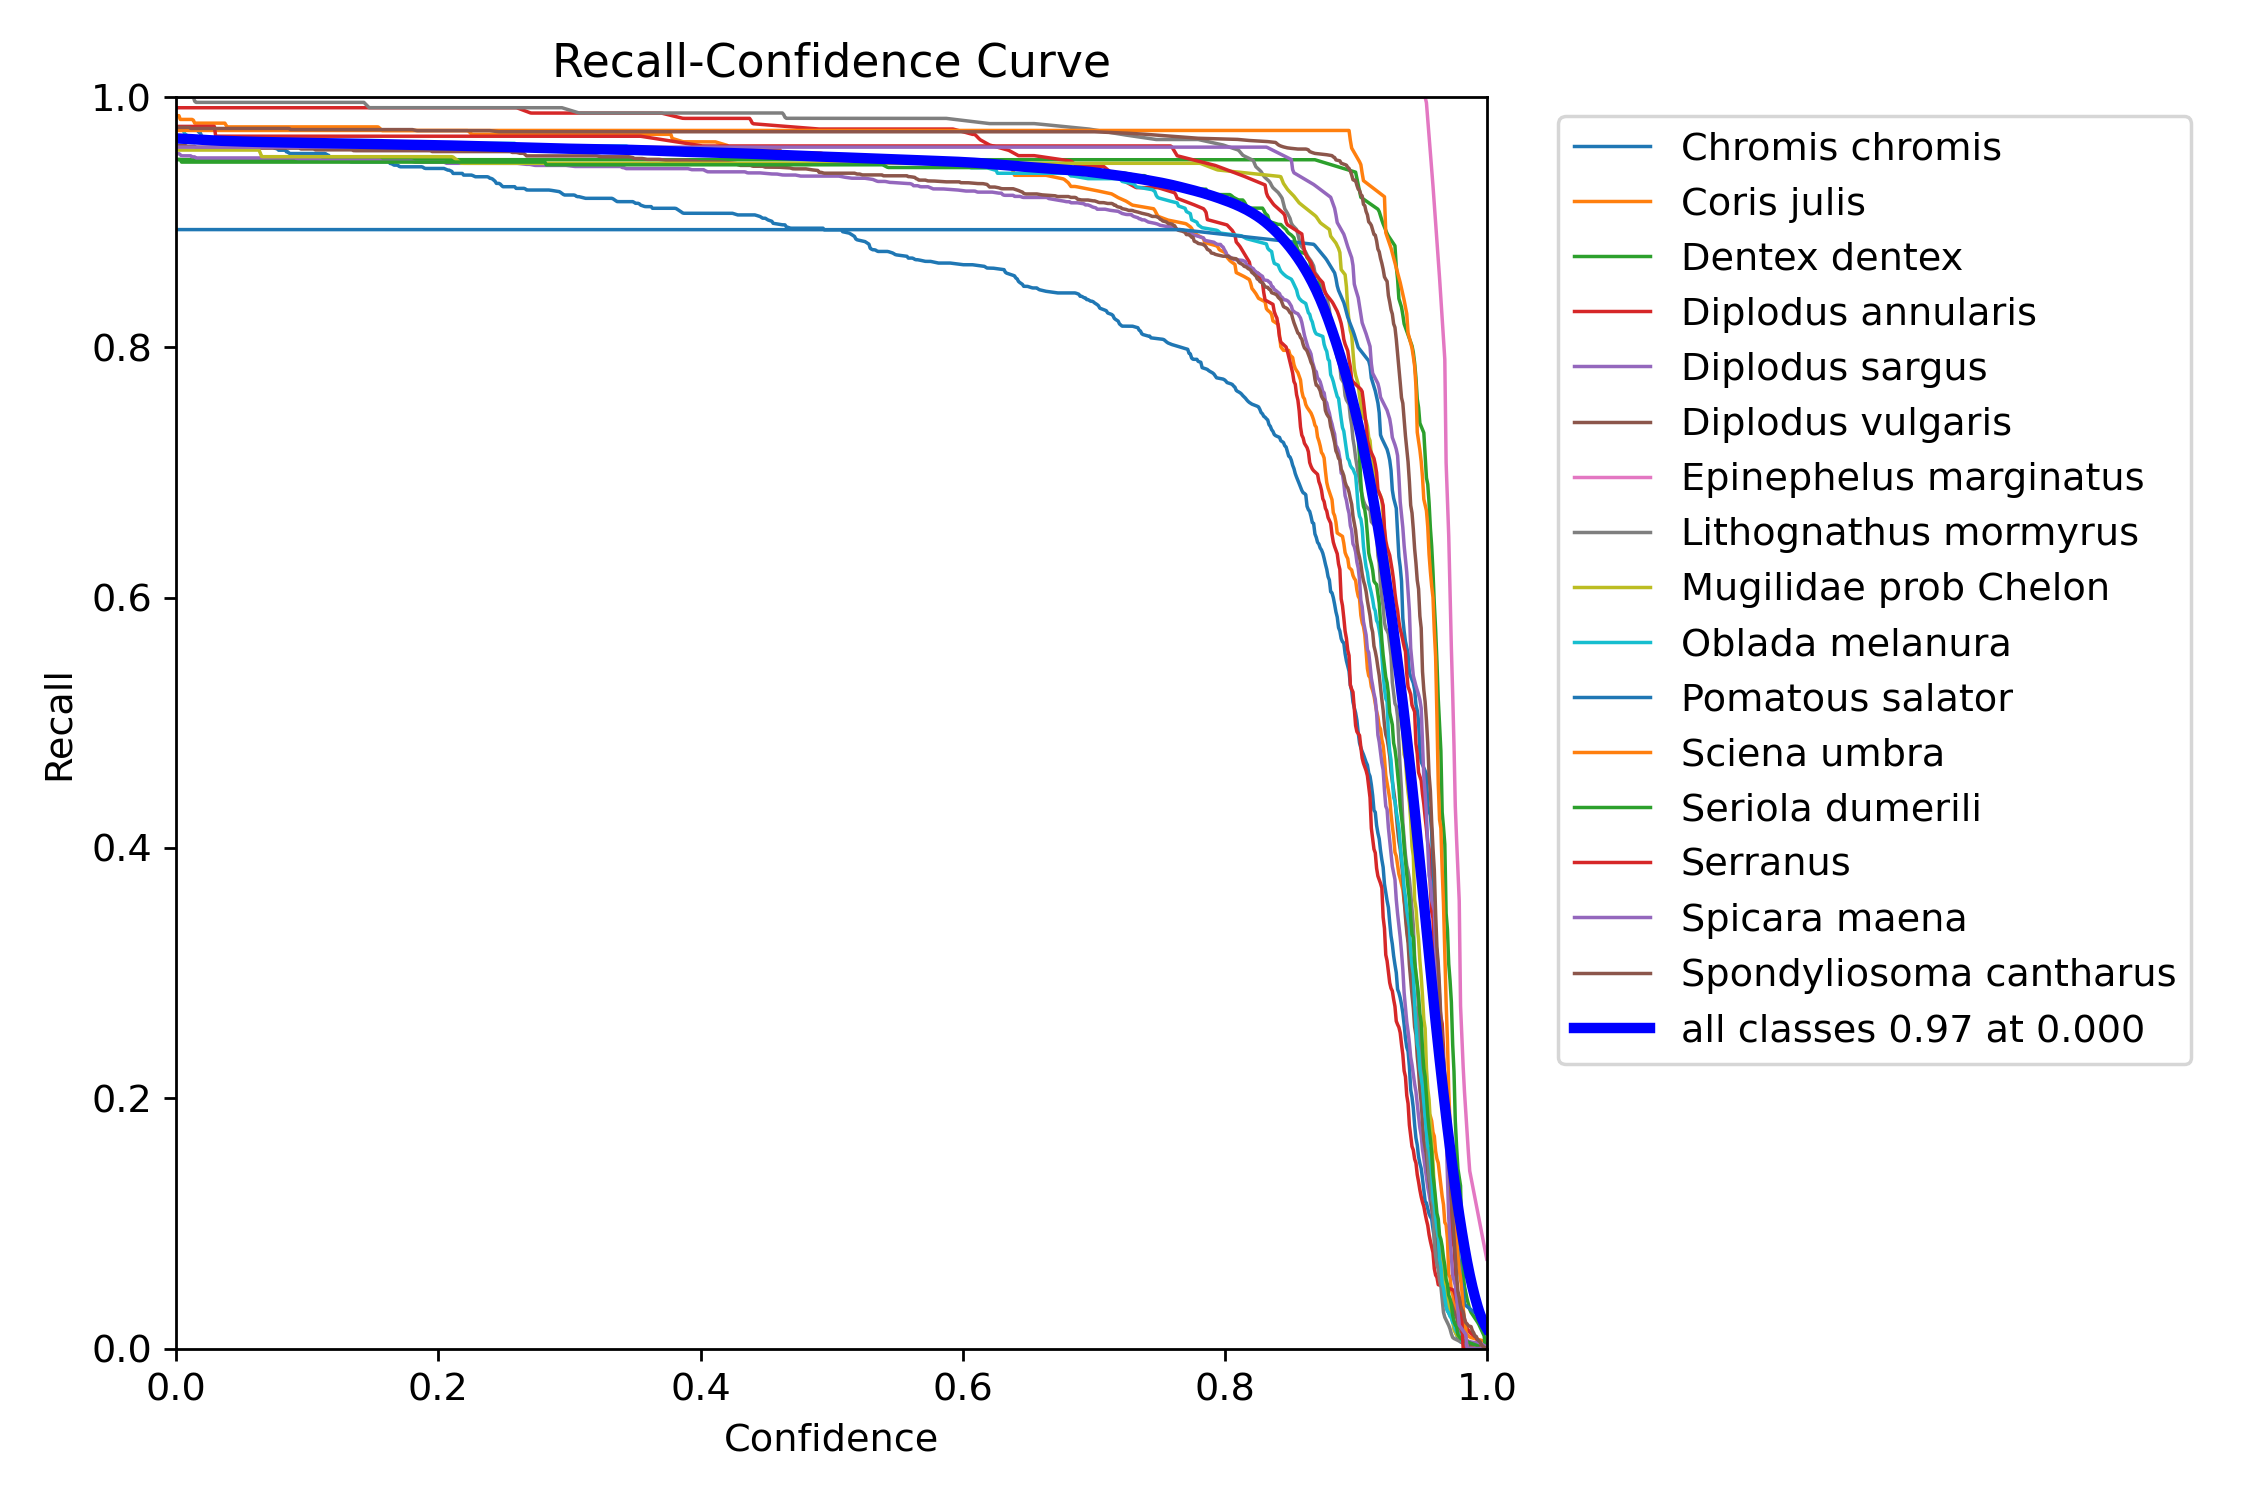 Recall-Confidence Curve
1.0
0.8
0.6
0.4
0.2
0.0
Recall
0.0 0.2 0.4 0.6 0.8 1.0
Confidence
Chromis chromis
Coris julis
Dentex dentex
Diplodus annularis
Diplodus sargus
Diplodus vulgaris
Epinephelus marginatus
Lithognathus mormyrus
Mugilidae prob Chelon
Oblada melanura
Pomatous salator
Sciena umbra
Seriola dumerili
Serranus
Spicara maena
Spondyliosoma cantharus
all classes 0.97 at 0.000